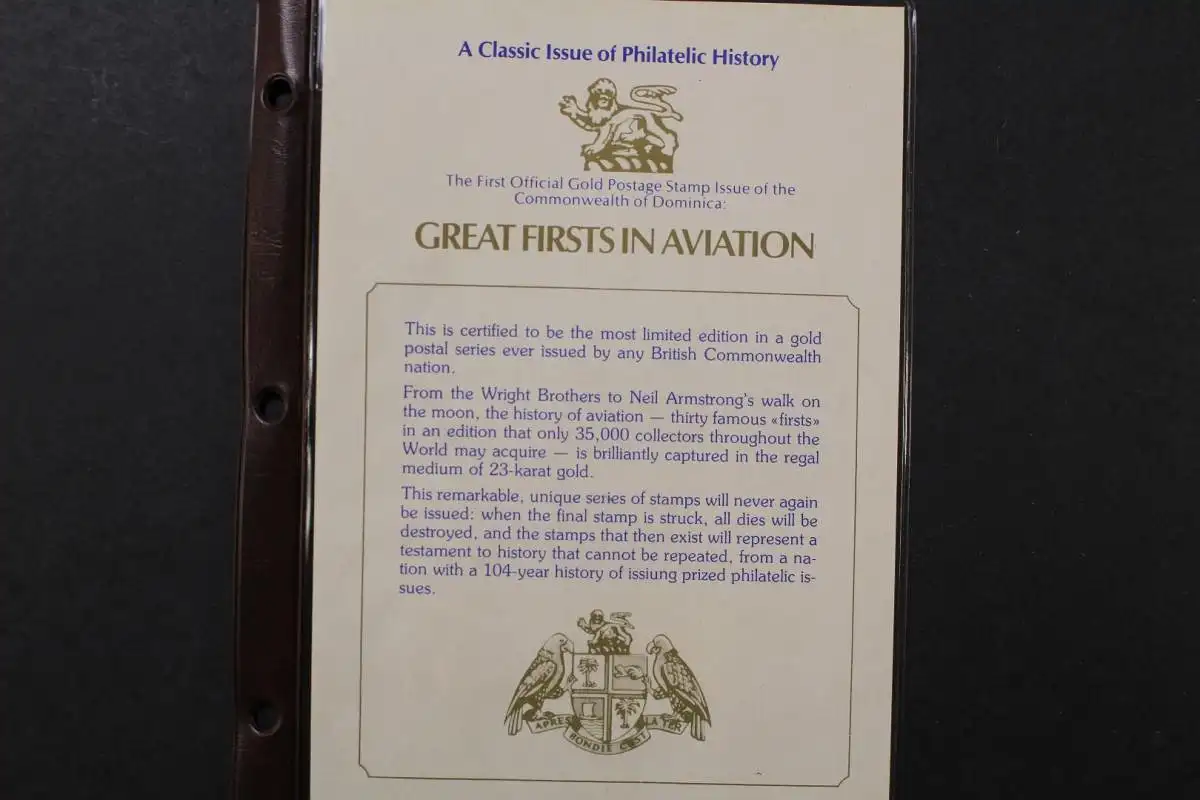 A Classic Issue of Philatelic History
The First Official Gold Postage Stamp Issue of the
Commonwealth of Dominica:
GREAT FIRSTS IN AVIATION
This is certified to be the most limited edition in a gold
postal series ever issued by any British Commonwealth
nation.
From the Wright Brothers to Neil Armstrong's walk on
the moon, the history of aviation — thirty famous «firsts»
in an edition that only 35,000 collectors throughout the
World may acquire — is brilliantly captured in the regal
medium of 23-karat gold.
This remarkable, unique series of stamps will never again
be issued: when the final stamp is struck, all dies will be
destroyed, and the stamps that then exist will represent a
testament to history that cannot be repeated, from a na-
tion with a 104-year history of issiung prized philatelic is-
sues.
APRES BONDIE C'EST LA TER